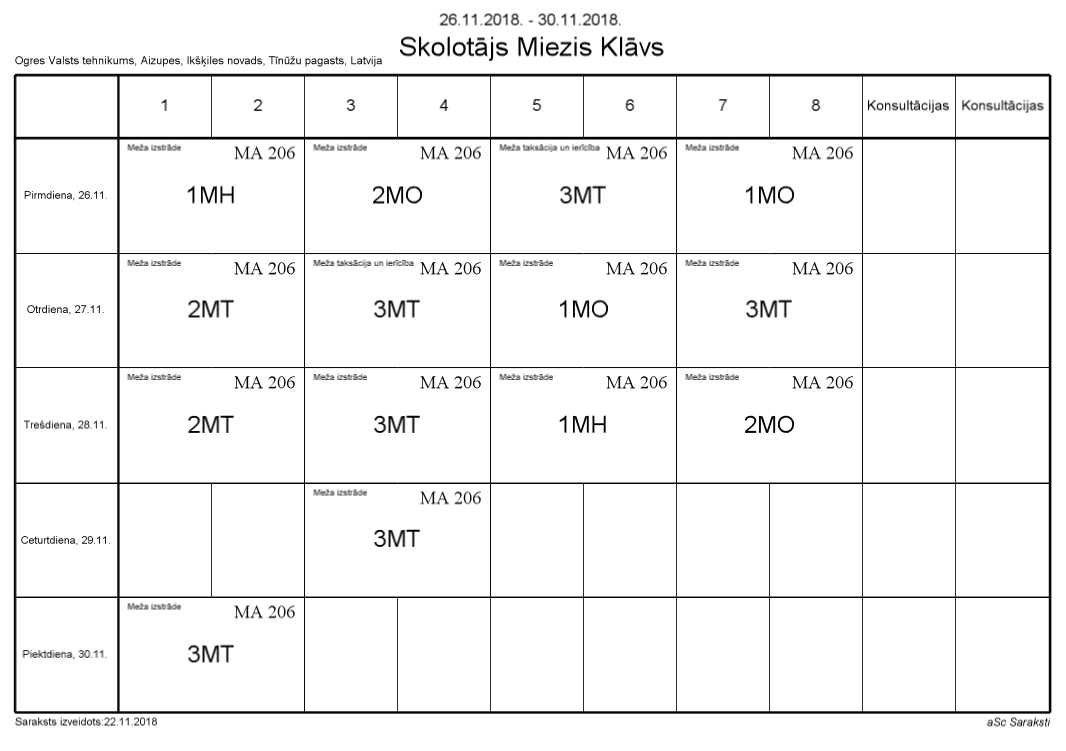 26.11.2018. - 30.11.2018.
Skolotājs Miezis Klāvs
Ogres Valsts tehnikums, Aizupes, Ikšķiles novads, Tīnūžu pagasts, Latvija
1 2 3 4 5 6 7 8 Konsultācijas Konsultācijas
Meža izstrāde MA 206 Meža izstrāde MA 206 Meža taksācija un ierīcība MA 206 Meža izstrāde MA 206
Pirmdiena, 26.11. 1MH 2MO 3MT 1MO
Meža izstrāde MA 206 Meža taksācija un ierīcība MA 206 Meža izstrāde MA 206 Meža izstrāde MA 206
Otrdiena, 27.11. 2MT 3MT 1MO 3MT
Meža izstrāde MA 206 Meža izstrāde MA 206 Meža izstrāde MA 206 Meža izstrāde MA 206
Trešdiena, 28.11. 2MT 3MT 1MH 2MO
Meža izstrāde MA 206
Ceturtdiena, 29.11. 3MT
Meža izstrāde MA 206
Piektdiena, 30.11. 3MT
Saraksts izveidots:22.11.2018 aSc Saraksti